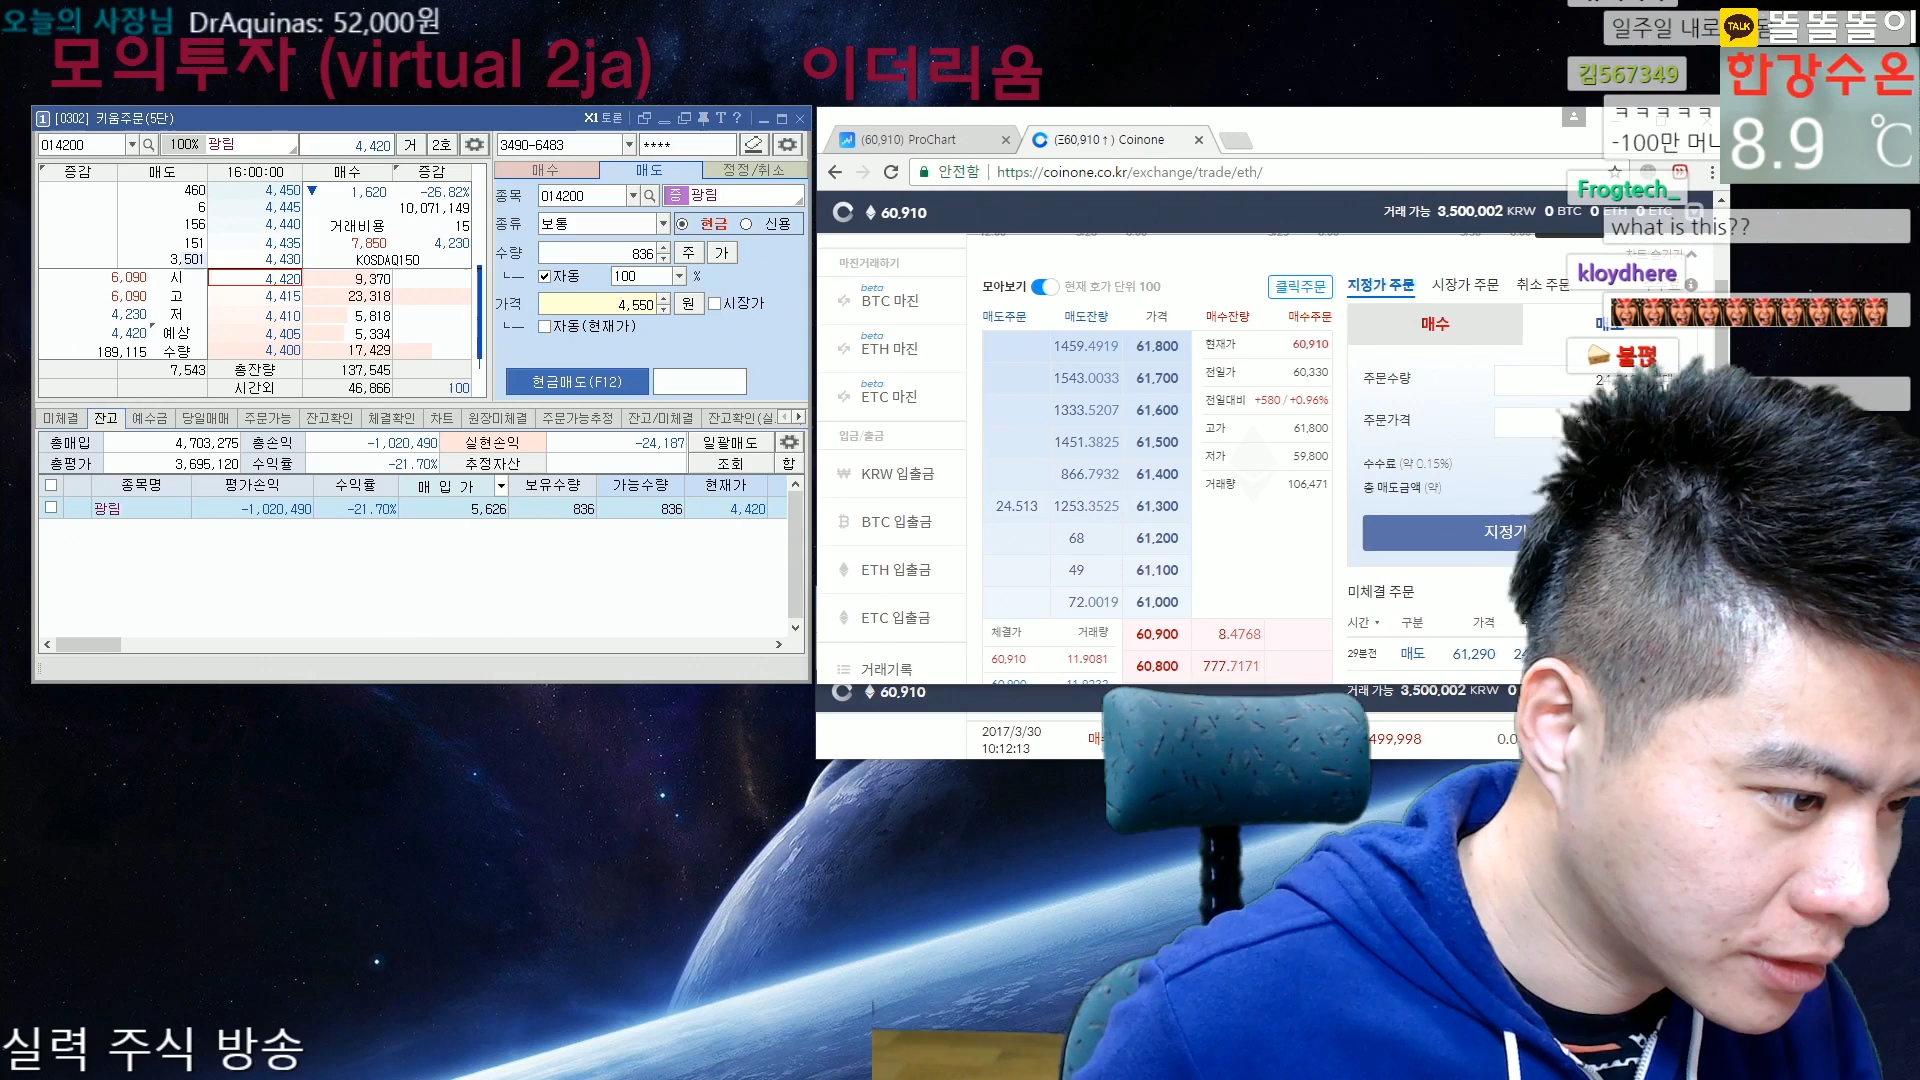 오늘의 사장님 DrAquinas: 52,000원
모의투자 (virtual 2ja)
이더리움
일주일 내로
TALK 똘똘똘이
김567349
한강수온
8.9 ℃
-100만 머니
Frogtech_
what is this??
kloydhere
불평
1 [0302] 키움주문(5단) X1 토론 T ?
014200 100% 광림 4,420 거 2호
3490-6483 ****
증감 매도 16:00:00 매수 증감
460 4,450 ▼ 1,620 -26.82%
6 4,445 10,071,149
156 4,440 거래비용 15
151 4,435 7,850 4,230
3,501 4,430 KOSDAQ150
6,090 시 4,420 9,370
6,090 고 4,415 23,318
4,230 저 4,410 5,818
4,420 예상 4,405 5,334
189,115 수량 4,400 17,429
7,543 총잔량 137,545
시간외 46,866 100
매수 매도 정정/취소
종목 014200 증 광림
종류 보통 현금 신용
수량 836 주 가
자동 100 %
가격 4,550 원 시장가
자동(현재가)
현금매도(F12)
미체결 잔고 예수금 당일매매 주문가능 잔고확인 체결확인 차트 원장미체결 주문가능추정 잔고/미체결 잔고확인(실
총매입 4,703,275 총손익 -1,020,490 실현손익 -24,187 일괄매도
총평가 3,695,120 수익률 -21.70% 추정자산 조회 합
종목명 평가손익 수익률 매입가 보유수량 가능수량 현재가
광림 -1,020,490 -21.70% 5,626 836 836 4,420
(60,910) ProChart
(Ξ60,910↑) Coinone
안전함 https://coinone.co.kr/exchange/trade/eth/
60,910
거래 가능 3,500,002 KRW 0 BTC 0 ETH 0 ETC
마진거래하기
beta
BTC 마진
beta
ETH 마진
beta
ETC 마진
입금/출금
KRW 입출금
BTC 입출금
ETH 입출금
ETC 입출금
거래기록
모아보기 현재 호가 단위 100 클릭주문
매도주문 매도잔량 가격 매수잔량 매수주문
1459.4919 61,800
1543.0033 61,700
1333.5207 61,600
1451.3825 61,500
866.7932 61,400
24.513 1253.3525 61,300
68 61,200
49 61,100
72.0019 61,000
현재가 60,910
전일가 60,330
전일대비 +580 / +0.96%
고가 61,800
저가 59,800
거래량 106,471
체결가 거래량 60,900 8.4768
60,910 11.9081 60,800 777.7171
지정가 주문 시장가 주문 취소 주문
매수
주문수량
주문가격
수수료 (약 0.15%)
총 매도금액 (약)
미체결 주문
시간 구분 가격
29분전 매도 61,290
60,910
거래 가능 3,500,002 KRW 0
2017/3/30
10:12:13
499,998
실력 주식 방송